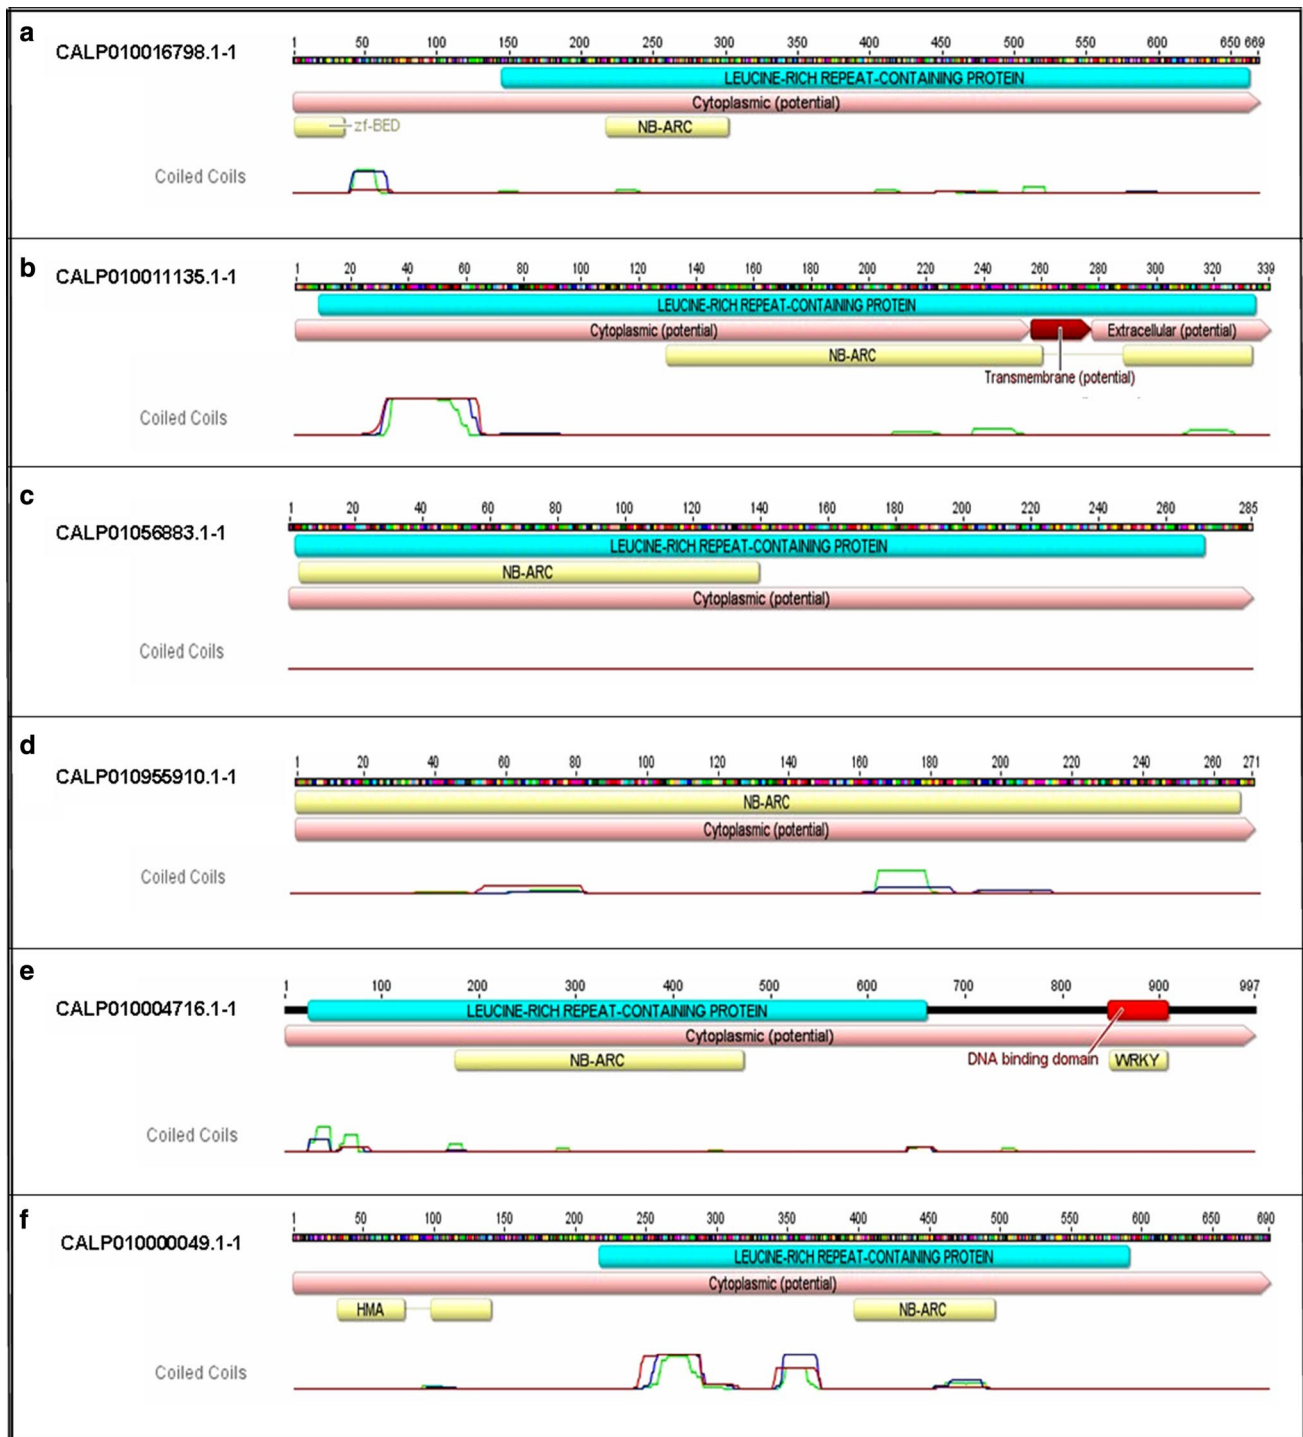 a
CALP010016798.1-1
1 50 100 150 200 250 300 350 400 450 500 550 600 650 669
LEUCINE-RICH REPEAT-CONTAINING PROTEIN
Cytoplasmic (potential)
zf-BED NB-ARC
Coiled Coils
b
CALP010011135.1-1
1 20 40 60 80 100 120 140 160 180 200 220 240 260 280 300 320 339
LEUCINE-RICH REPEAT-CONTAINING PROTEIN
Cytoplasmic (potential) Extracellular (potential)
NB-ARC
Transmembrane (potential)
Coiled Coils
c
CALP01056883.1-1
1 20 40 60 80 100 120 140 160 180 200 220 240 260 285
LEUCINE-RICH REPEAT-CONTAINING PROTEIN
NB-ARC
Cytoplasmic (potential)
Coiled Coils
d
CALP010955910.1-1
1 20 40 60 80 100 120 140 160 180 200 220 240 260 271
NB-ARC
Cytoplasmic (potential)
Coiled Coils
e
CALP010004716.1-1
1 100 200 300 400 500 600 700 800 900 997
LEUCINE-RICH REPEAT-CONTAINING PROTEIN
Cytoplasmic (potential)
NB-ARC DNA binding domain WRKY
Coiled Coils
f
CALP010000049.1-1
1 50 100 150 200 250 300 350 400 450 500 550 600 650 690
LEUCINE-RICH REPEAT-CONTAINING PROTEIN
Cytoplasmic (potential)
HMA NB-ARC
Coiled Coils